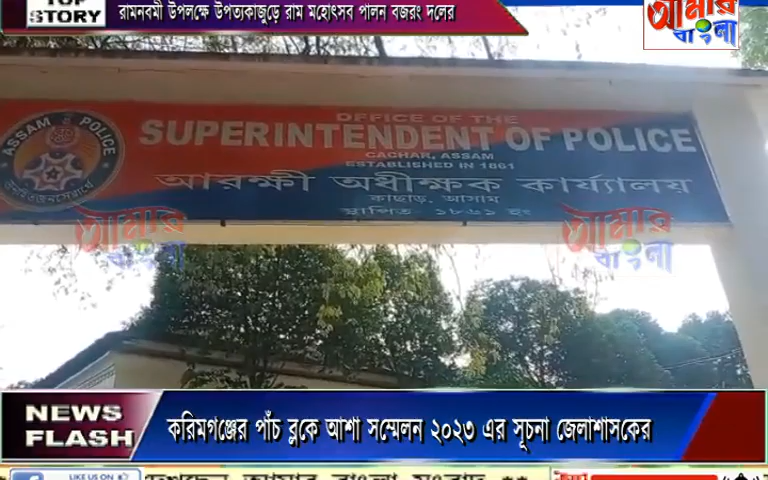 TOP
STORY
রামনবমী উপলক্ষে উপত্যকাজুড়ে রাম মহোৎসব পালন বজরং দলের
আমার
বাংলা
ASSAM POLICE
OFFICE OF THE
SUPERINTENDENT OF POLICE
CACHAR, ASSAM
ESTABLISHED IN 1861
আরক্ষী অধীক্ষক কার্য্যালয়
কাছাড়, আসাম
স্থাপিত ১৮৬১ ইং
আমার
বাংলা
আমার
বাংলা
NEWS
FLASH
করিমগঞ্জের পাঁচ ব্লকে আশা সম্মেলন ২০২৩ এর সূচনা জেলাশাসকের
আমার
বাংলা
LIKE US ON